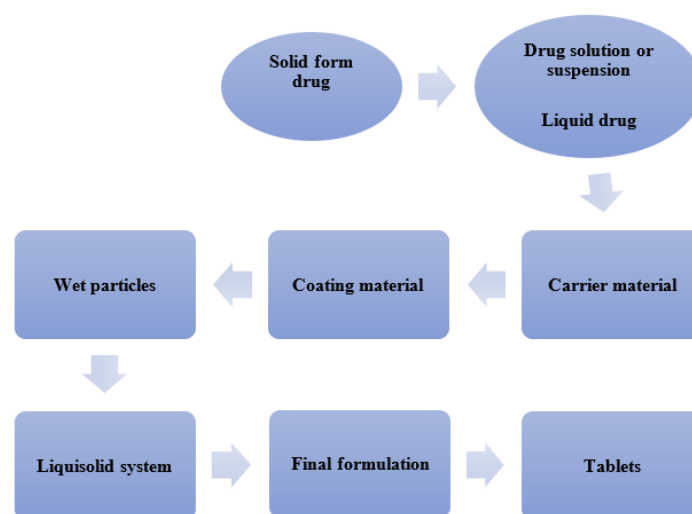 Solid form
drug
Drug solution or
suspension
Liquid drug
Carrier material
Coating material
Wet particles
Liquisolid system
Final formulation
Tablets